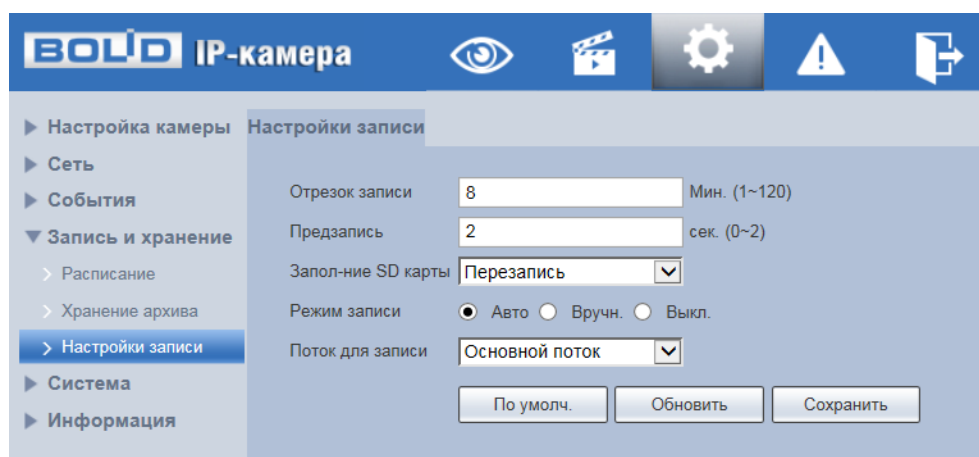 BOLID IP-камера
Настройка камеры
Сеть
События
Запись и хранение
Расписание
Хранение архива
Настройки записи
Система
Информация
Настройки записи
Отрезок записи 8 Мин. (1~120)
Предзапись 2 сек. (0~2)
Запол-ние SD карты Перезапись
Режим записи Авто Вручн. Выкл.
Поток для записи Основной поток
По умолч. Обновить Сохранить